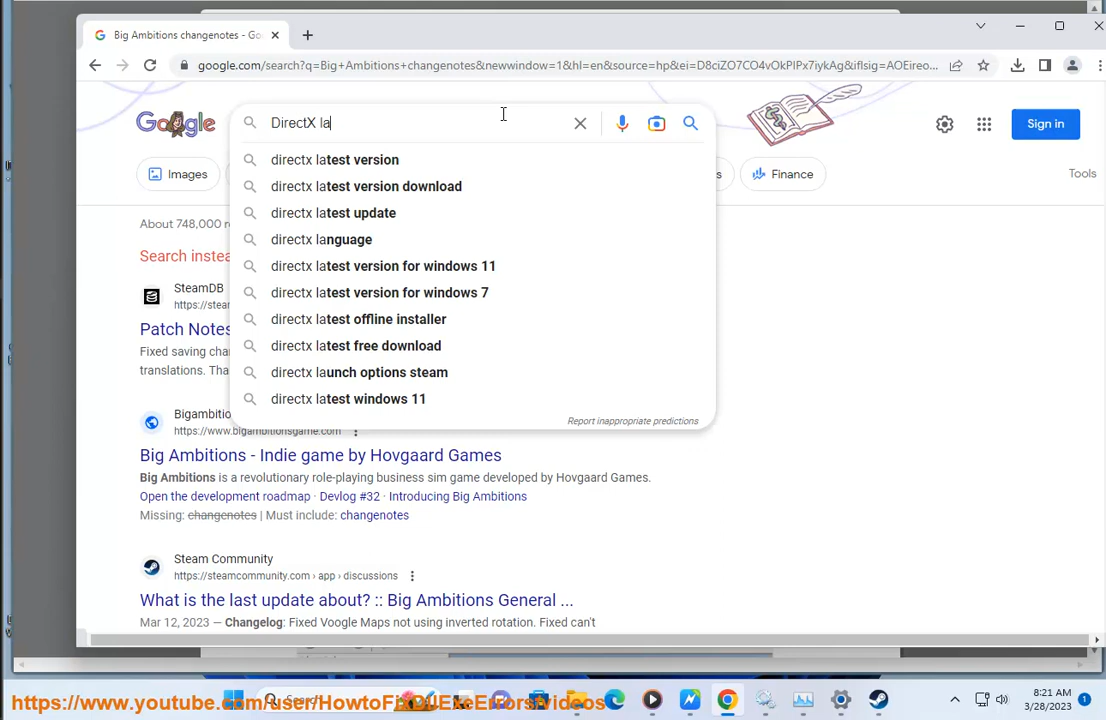 Big Ambitions changenotes - Go
google.com/search?q=Big+Ambitions+changenotes&newwindow=1&hl=en&source=hp&ei=D8ciZO7CO4vOkPIPx7iykAg&iflsig=AOEireo...
Google
DirectX la
Sign in
directx latest version
directx latest version download
directx latest update
directx language
directx latest version for windows 11
directx latest version for windows 7
directx latest offline installer
directx latest free download
directx launch options steam
directx latest windows 11
Report inappropriate predictions
Images
s
Finance
Tools
About 748,000 r
Search instea
SteamDB
https://stea
Patch Notes
Fixed saving cha
translations. Tha
Bigambitio
https://www.bigambitionsgame.com
Big Ambitions - Indie game by Hovgaard Games
Big Ambitions is a revolutionary role-playing business sim game developed by Hovgaard Games.
Open the development roadmap · Devlog #32 · Introducing Big Ambitions
Missing: changenotes | Must include: changenotes
Steam Community
https://steamcommunity.com › app › discussions
What is the last update about? :: Big Ambitions General ...
Mar 12, 2023 — Changelog: Fixed Voogle Maps not using inverted rotation. Fixed can't
Search
8:21 AM
3/28/2023
1
https://www.youtube.com/user/HowtoFixDllExeErrors/videos